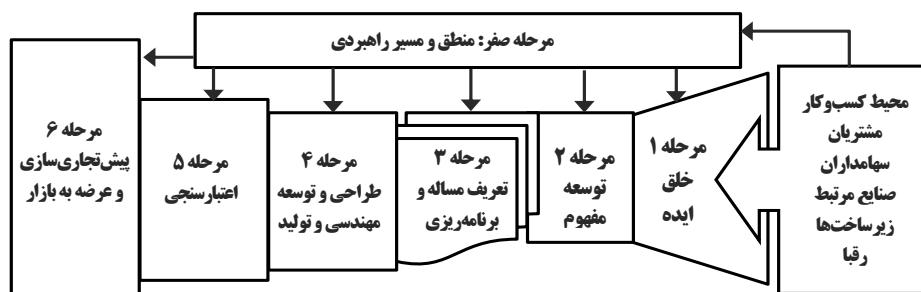 مرحله صفر: منطق و مسیر راهبردی
محیط کسب‌وکار
مشتریان
سهامداران
صنایع مرتبط
زیرساخت‌ها
رقبا
مرحله ۱
خلق
ایده
مرحله ۲
توسعه
مفهوم
مرحله ۳
تعریف مساله و
برنامه‌ریزی
مرحله ۴
طراحی و توسعه
مهندسی و تولید
مرحله ۵
اعتبارسنجی
مرحله ۶
پیش‌تجاری‌سازی
و عرضه به بازار